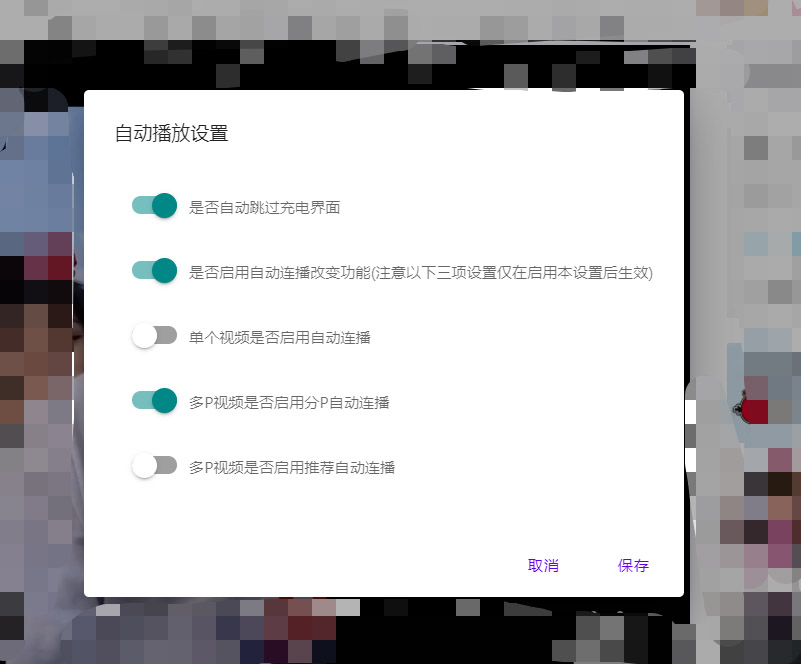 自动播放设置
是否自动跳过充电界面
是否启用自动连播改变功能(注意以下三项设置仅在启用本设置后生效)
单个视频是否启用自动连播
多P视频是否启用分P自动连播
多P视频是否启用推荐自动连播
取消 保存